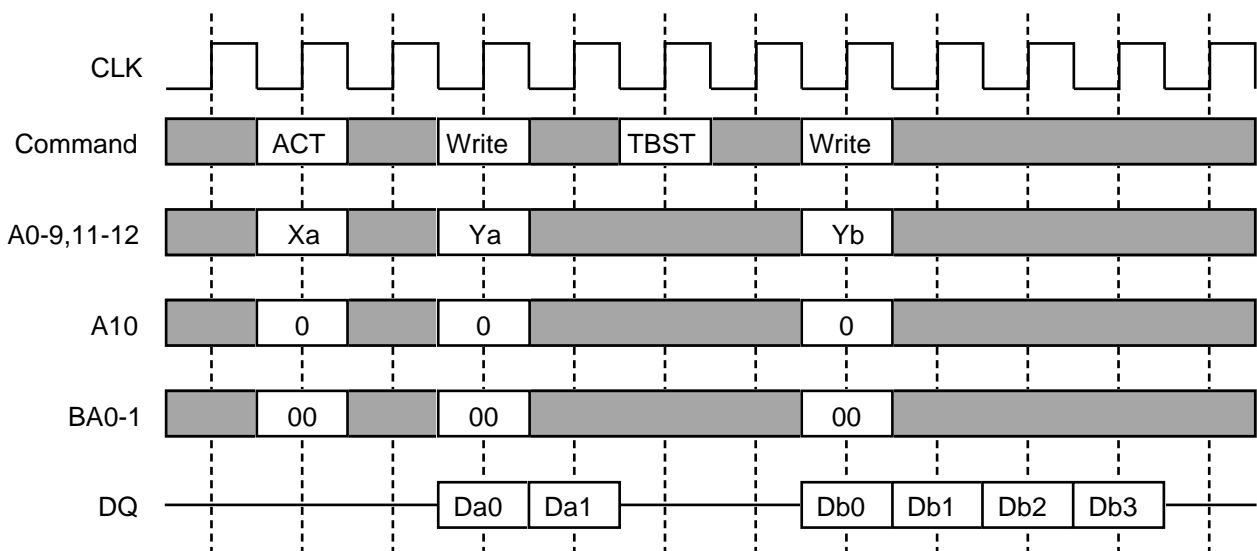 CLK
Command ACT Write TBST Write
A0-9,11-12 Xa Ya Yb
A10 0 0 0
BA0-1 00 00 00
DQ Da0 Da1 Db0 Db1 Db2 Db3